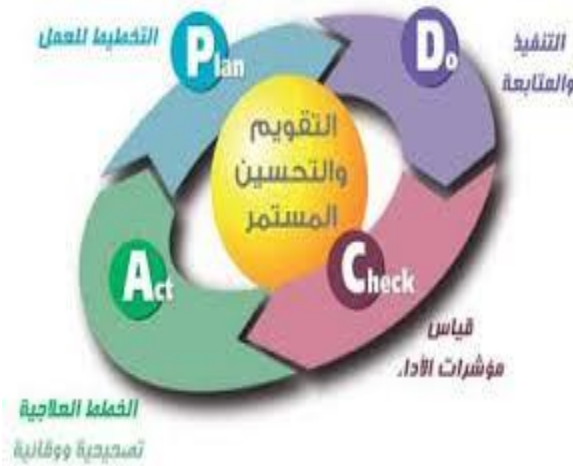 التخطيط للعمل
Plan
Do
التنفيذ
والمتابعة
التقويم
والتحسين
المستمر
Act
Check
قياس
مؤشرات الأداء
الخطط العلاجية
تصحيحية ووقائية